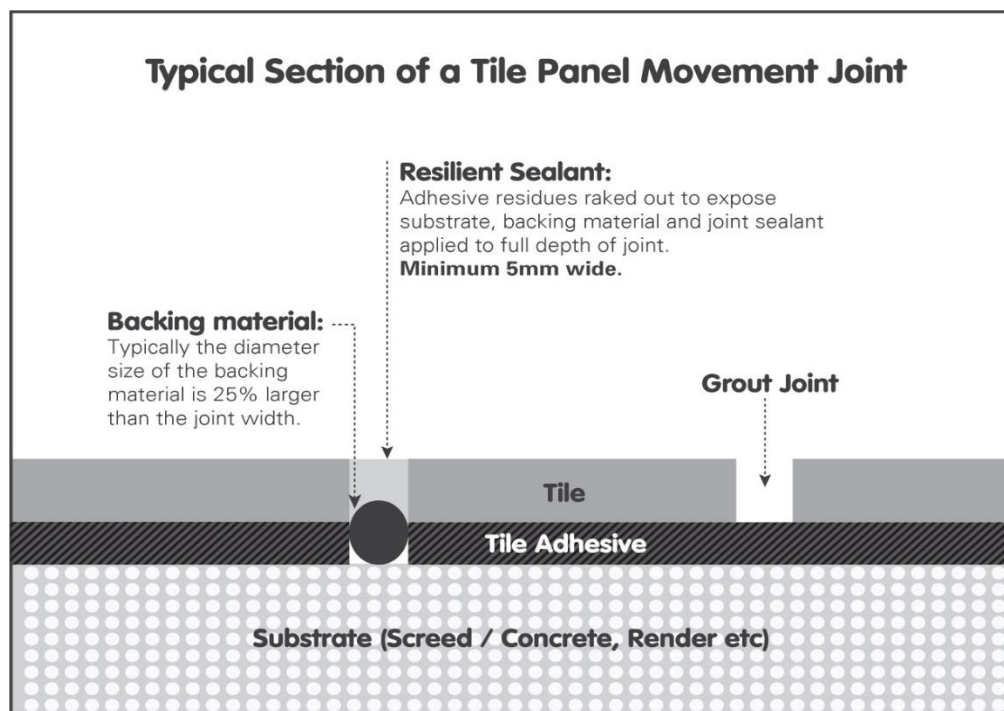 Typical Section of a Tile Panel Movement Joint
Resilient Sealant:
Adhesive residues raked out to expose
substrate, backing material and joint sealant
applied to full depth of joint.
Minimum 5mm wide.
Backing material:
Typically the diameter
size of the backing
material is 25% larger
than the joint width.
Grout Joint
Tile
Tile Adhesive
Substrate (Screed / Concrete, Render etc)